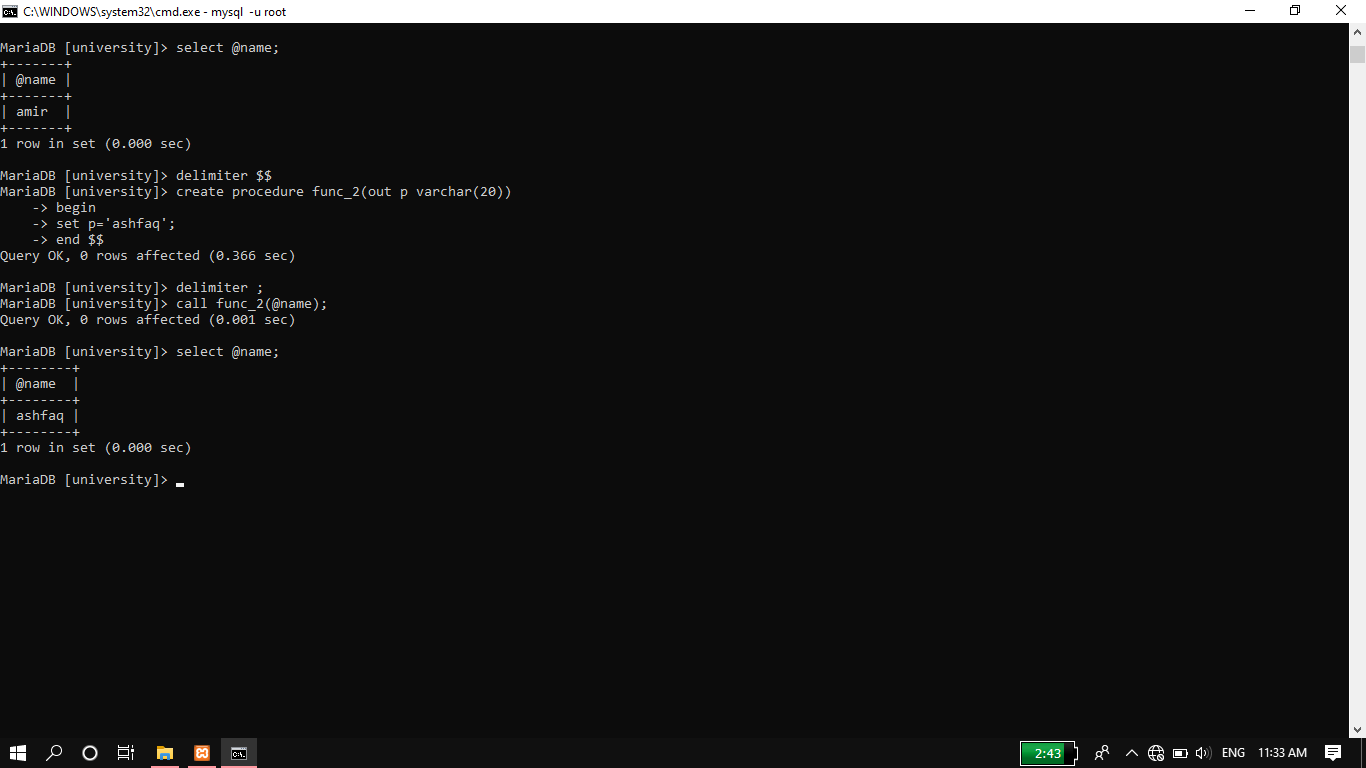 C:\WINDOWS\system32\cmd.exe - mysql  -u root
MariaDB [university]> select @name;
+-------+
| @name |
+-------+
| amir  |
+-------+
1 row in set (0.000 sec)
MariaDB [university]> delimiter $$
MariaDB [university]> create procedure func_2(out p varchar(20))
    -> begin
    -> set p='ashfaq';
    -> end $$
Query OK, 0 rows affected (0.366 sec)
MariaDB [university]> delimiter ;
MariaDB [university]> call func_2(@name);
Query OK, 0 rows affected (0.001 sec)
MariaDB [university]> select @name;
+--------+
| @name  |
+--------+
| ashfaq |
+--------+
1 row in set (0.000 sec)
MariaDB [university]>
2:43 ENG 11:33 AM